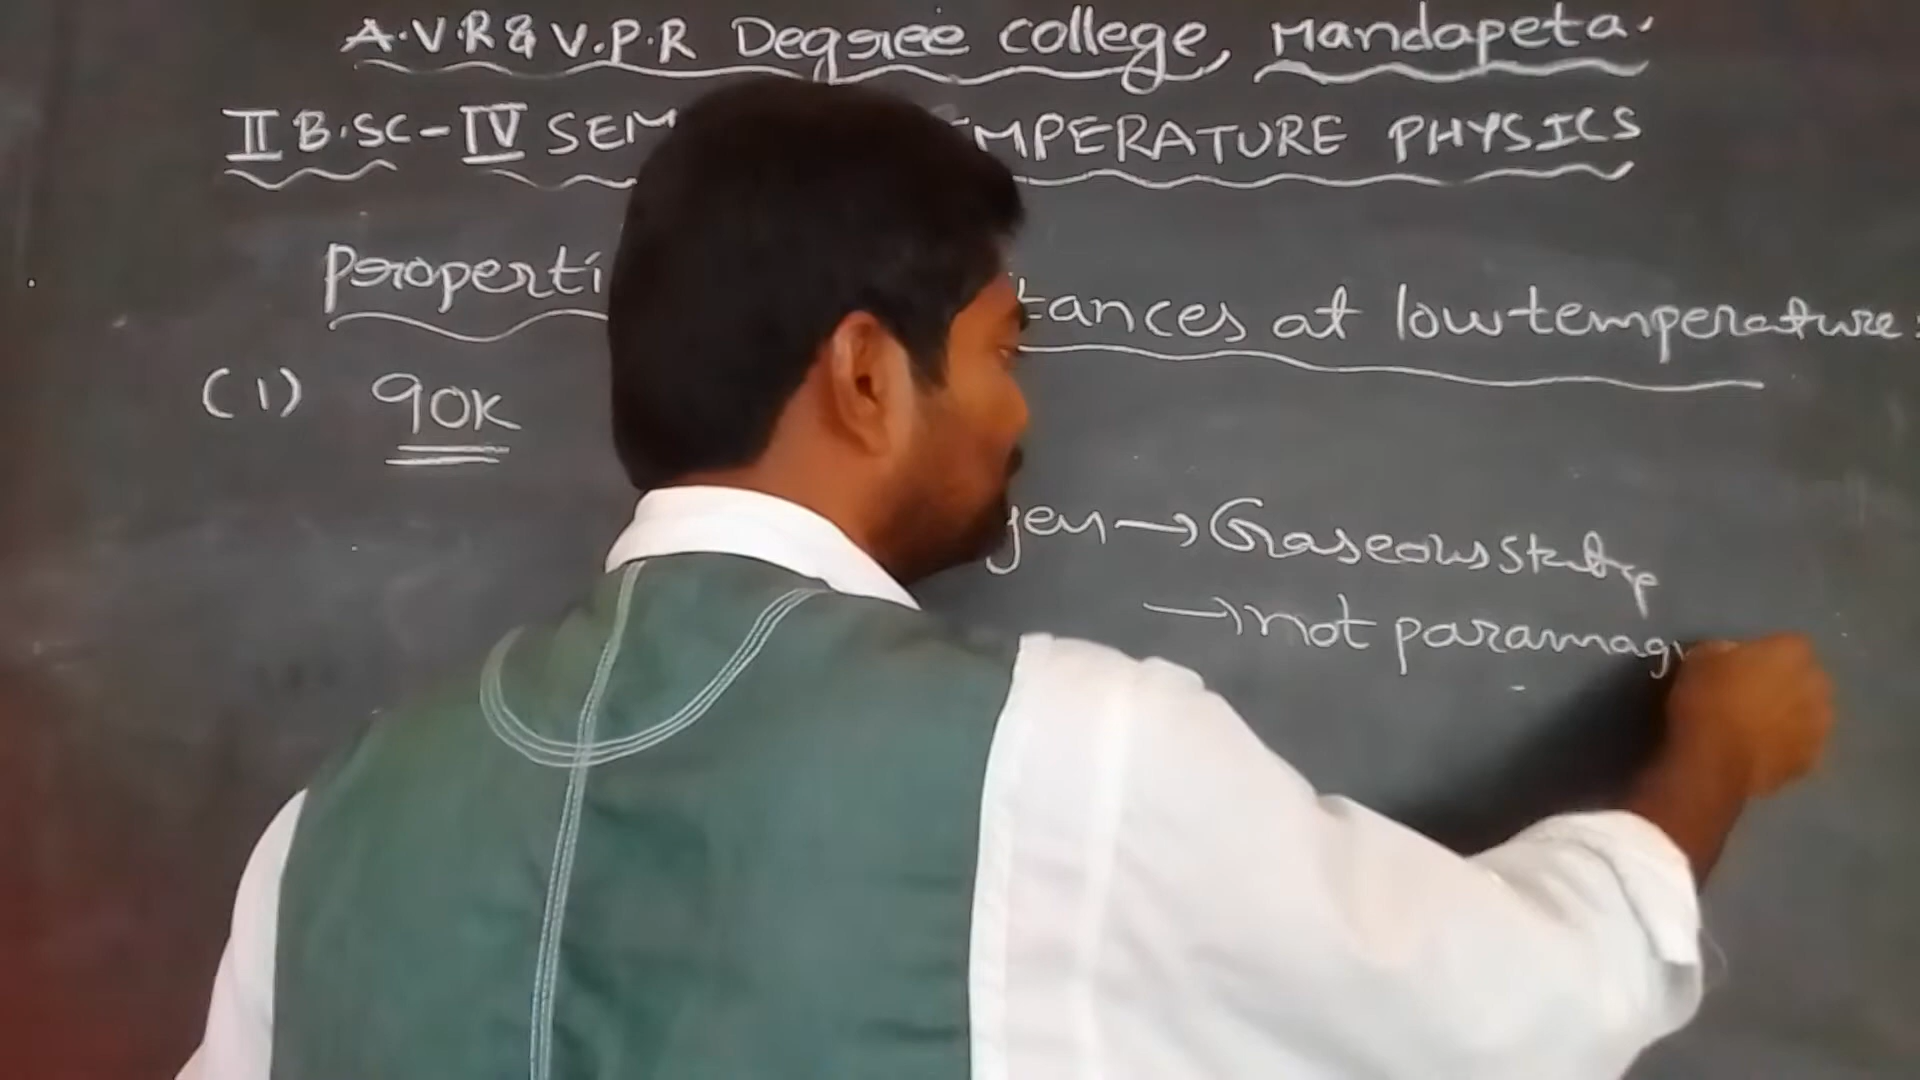 A.V.R & V.P.R Degree college, Mandapeta.
II B.SC - IV SEM MPERATURE PHYSICS
properti tances at low temperature:
(1) 90K
gen → Gaseous State
→ not paramag